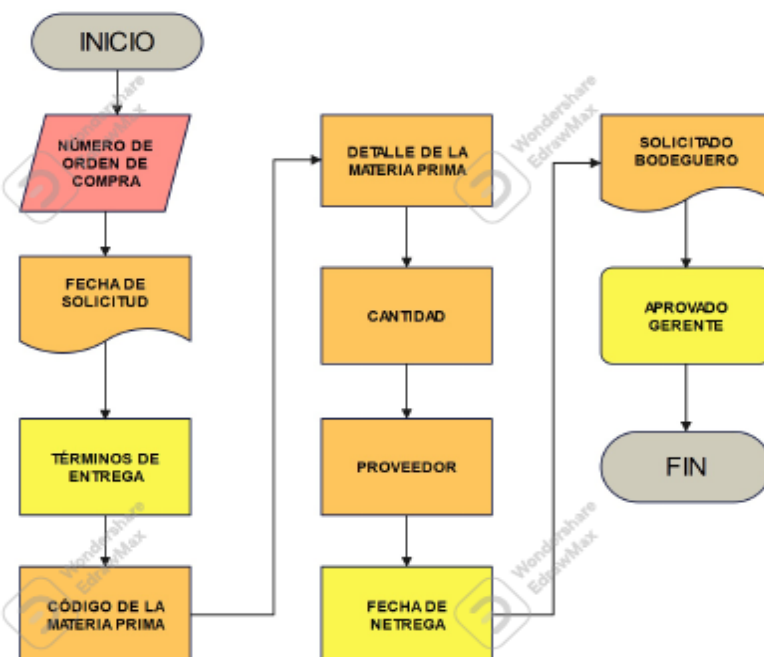 INICIO
NÚMERO DE
ORDEN DE
COMPRA
FECHA DE
SOLICITUD
TÉRMINOS DE
ENTREGA
CÓDIGO DE LA
MATERIA PRIMA
DETALLE DE LA
MATERIA PRIMA
CANTIDAD
PROVEEDOR
FECHA DE
NETREGA
SOLICITADO
BODEGUERO
APROVADO
GERENTE
FIN
Wondershare
EdrawMax
Wondershare
EdrawMax
Wondershare
EdrawMax
Wondershare
EdrawMax